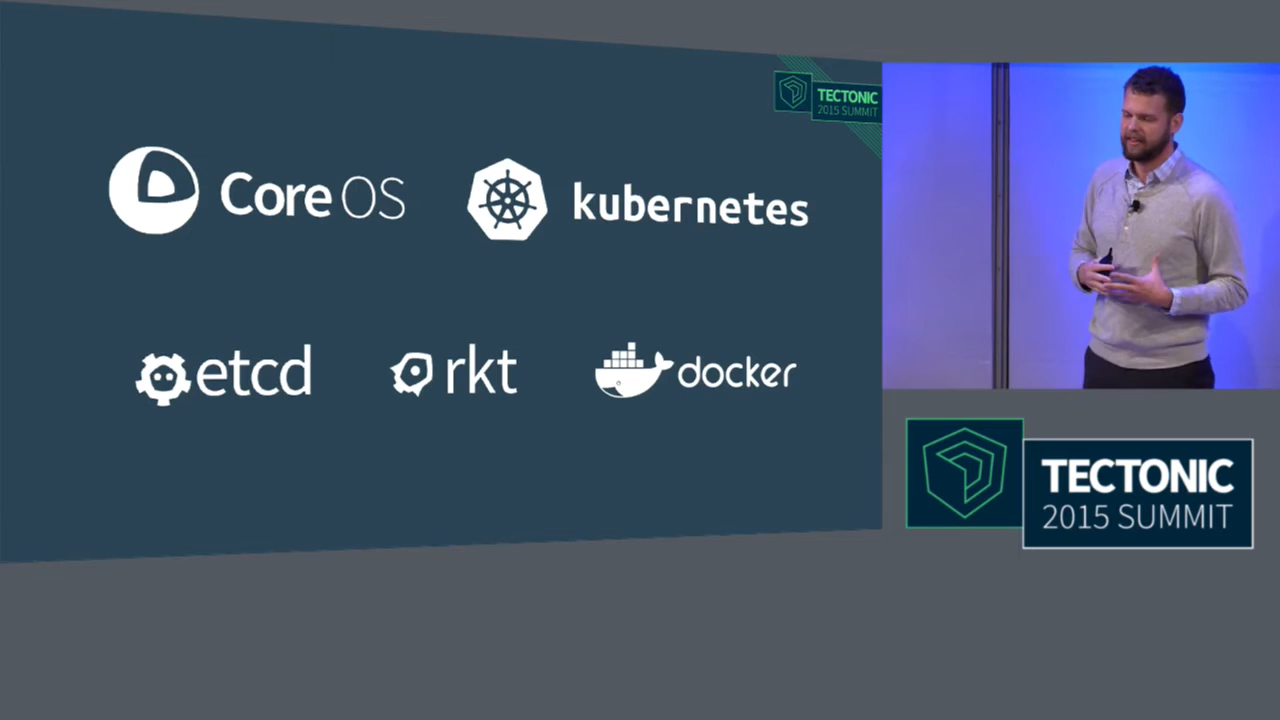 TECTONIC
2015 SUMMIT
CoreOS
kubernetes
etcd
rkt
docker
TECTONIC
2015 SUMMIT